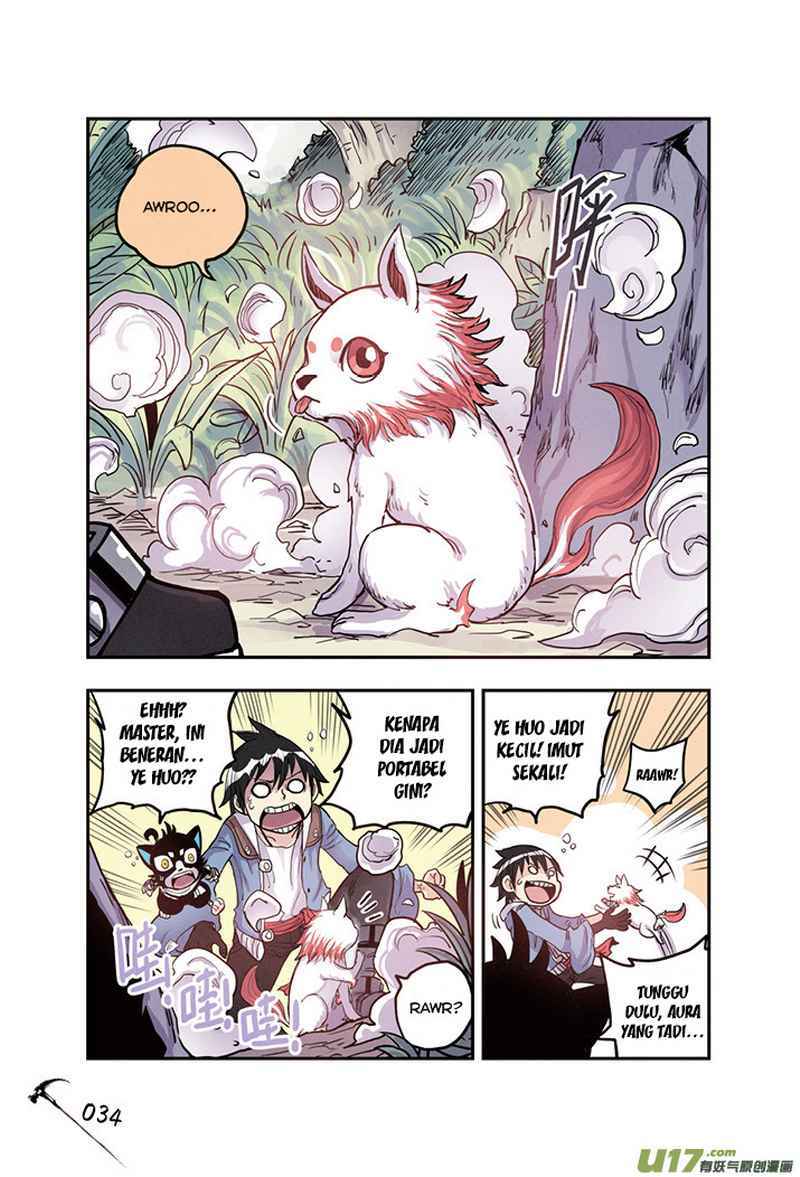 AWROO...
呼
EHHH?
MASTER, INI
BENERAN...
YE HUO??
KENAPA
DIA JADI
PORTABEL
GINI?
哇!
哇!
哇!
RAWR?
YE HUO JADI
KECIL! IMUT
SEKALI!
RAAWR!
TUNGGU
DULU, AURA
YANG TADI...
034
U17.com
有妖气原创漫画